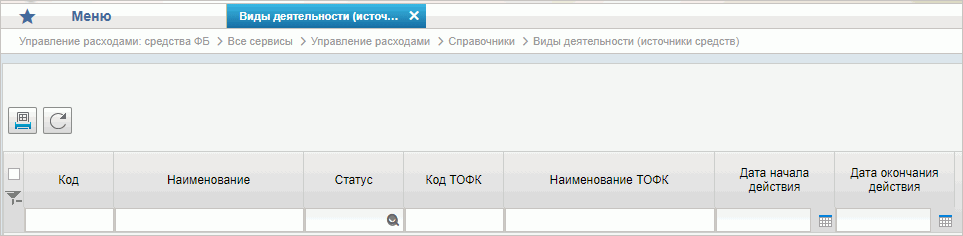 Меню
Виды деятельности (источ...
Управление расходами: средства ФБ > Все сервисы > Управление расходами > Справочники > Виды деятельности (источники средств)
Код Наименование Статус Код ТОФК Наименование ТОФК Дата начала действия Дата окончания действия